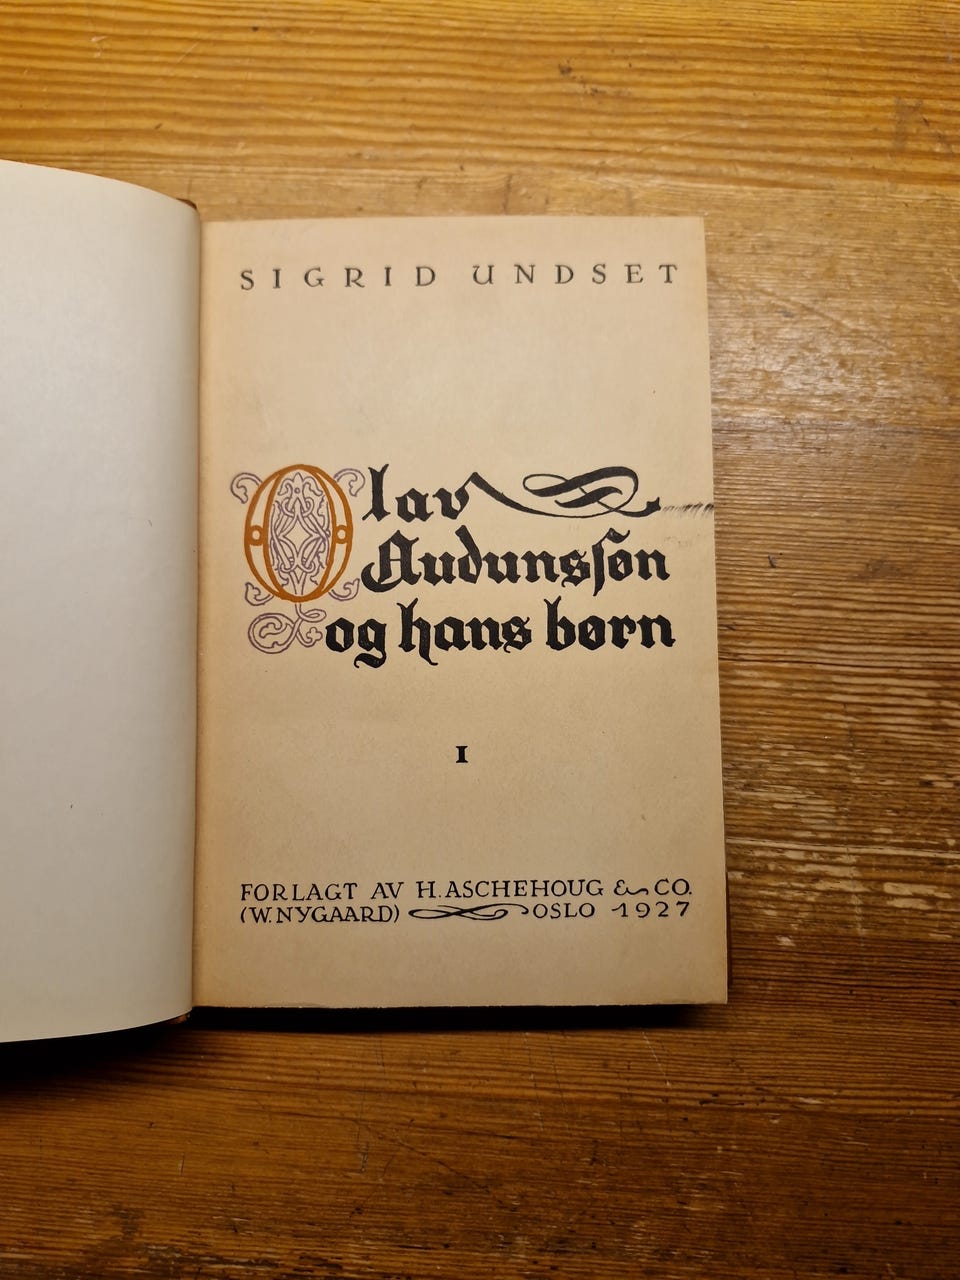 SIGRID UNDSET
Olav
Audunssøn
og hans børn
I
FORLAGT AV H. ASCHEHOUG & CO.
(W. NYGAARD) OSLO 1927